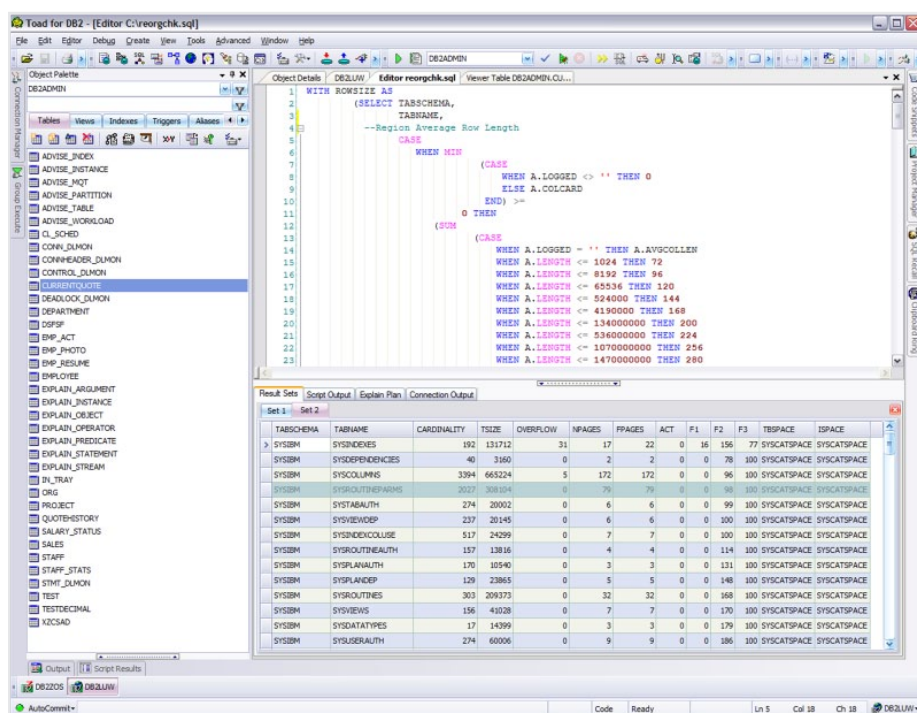 Toad for DB2 - [Editor C:\reorgchk.sql]
File Edit Editor Debug Create View Tools Advanced Window Help
DB2ADMIN
Object Palette
DB2ADMIN
Tables Views Indexes Triggers Aliases
ADVISE_INDEX
ADVISE_INSTANCE
ADVISE_MQT
ADVISE_PARTITION
ADVISE_TABLE
ADVISE_WORKLOAD
CL_SCHED
CONN_DLMON
CONNHEADER_DLMON
CONTROL_DLMON
CURRENTQUOTE
DEADLOCK_DLMON
DEPARTMENT
DSFSF
EMP_ACT
EMP_PHOTO
EMP_RESUME
EMPLOYEE
EXPLAIN_ARGUMENT
EXPLAIN_INSTANCE
EXPLAIN_OBJECT
EXPLAIN_OPERATOR
EXPLAIN_PREDICATE
EXPLAIN_STATEMENT
EXPLAIN_STREAM
IN_TRAY
ORG
PROJECT
QUOTEHISTORY
SALARY_STATUS
SALES
STAFF
STAFF_STATS
STMT_DLMON
TEST
TESTDECIMAL
XZCSAD
Connection Manager
Group Execute
Object Details DB2LUW Editor reorgchk.sql Viewer Table DB2ADMIN.CU...
1 WITH ROWSIZE AS
2 (SELECT TABSCHEMA,
3 TABNAME,
4 --Region Average Row Length
5 CASE
6 WHEN MIN
7 (CASE
8 WHEN A.LOGGED <> '' THEN 0
9 ELSE A.COLCARD
10 END) >=
11 0 THEN
12 (SUM
13 (CASE
14 WHEN A.LOGGED = '' THEN A.AVGCOLLEN
15 WHEN A.LENGTH <= 1024 THEN 72
16 WHEN A.LENGTH <= 8192 THEN 96
17 WHEN A.LENGTH <= 65536 THEN 120
18 WHEN A.LENGTH <= 524000 THEN 144
19 WHEN A.LENGTH <= 4190000 THEN 168
20 WHEN A.LENGTH <= 134000000 THEN 200
21 WHEN A.LENGTH <= 536000000 THEN 224
22 WHEN A.LENGTH <= 1070000000 THEN 256
23 WHEN A.LENGTH <= 1470000000 THEN 280
Code Snippets
Project Manager
SQL Recall
Clipboard Ring
Result Sets Script Output Explain Plan Connection Output
Set 1 Set 2
TABSCHEMA TABNAME CARDINALITY TSIZE OVERFLOW NPAGES FPAGES ACT F1 F2 F3 TBSPACE ISPACE
SYSIBM SYSINDEXES 192 131712 31 17 22 0 16 156 77 SYSCATSPACE SYSCATSPACE
SYSIBM SYSDEPENDENCIES 40 3160 0 2 2 0 0 78 100 SYSCATSPACE SYSCATSPACE
SYSIBM SYSCOLUMNS 3394 665224 5 172 172 0 0 96 100 SYSCATSPACE SYSCATSPACE
SYSIBM SYSROUTINEPARMS 2027 308104 0 79 79 0 0 98 100 SYSCATSPACE SYSCATSPACE
SYSIBM SYSTABAUTH 274 20002 0 6 6 0 0 99 100 SYSCATSPACE SYSCATSPACE
SYSIBM SYSVIEWDEP 237 20145 0 6 6 0 0 100 100 SYSCATSPACE SYSCATSPACE
SYSIBM SYSINDEXCOLUSE 517 24299 0 7 7 0 0 100 100 SYSCATSPACE SYSCATSPACE
SYSIBM SYSROUTINEAUTH 157 13816 0 4 4 0 0 114 100 SYSCATSPACE SYSCATSPACE
SYSIBM SYSPLANAUTH 170 10540 0 3 3 0 0 131 100 SYSCATSPACE SYSCATSPACE
SYSIBM SYSPLANDEP 129 23865 0 5 5 0 0 148 100 SYSCATSPACE SYSCATSPACE
SYSIBM SYSROUTINES 303 209373 0 32 32 0 0 168 100 SYSCATSPACE SYSCATSPACE
SYSIBM SYSVIEWS 156 41028 0 7 7 0 0 170 100 SYSCATSPACE SYSCATSPACE
SYSIBM SYSDATATYPES 17 14399 0 3 3 0 0 179 100 SYSCATSPACE SYSCATSPACE
SYSIBM SYSUSERAUTH 274 60006 0 9 9 0 0 186 100 SYSCATSPACE SYSCATSPACE
Output Script Results
DB2ZOS DB2LUW
AutoCommit Code Ready Ln 5 Col 18 Ch 18 DB2LUW